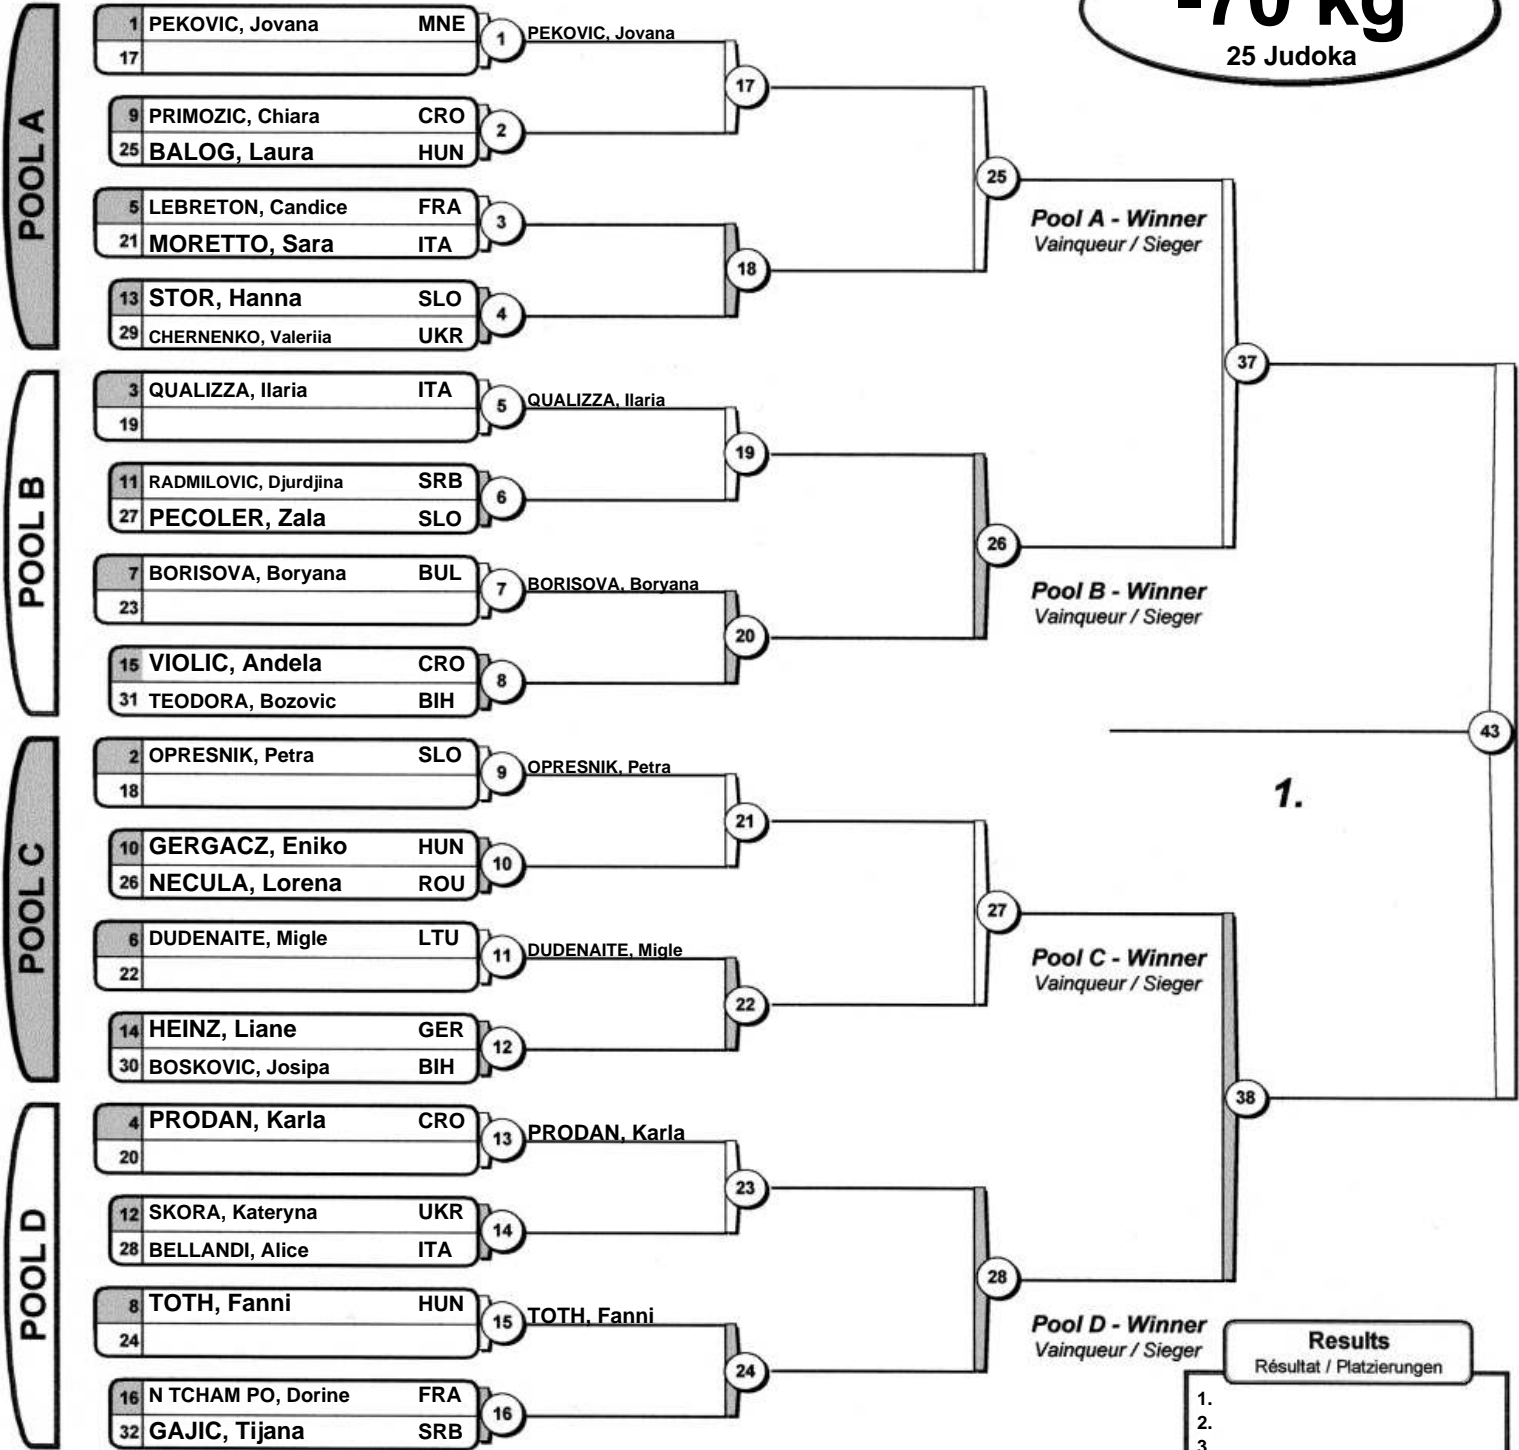 -70 kg
25 Judoka
POOL A
1 PEKOVIC, Jovana MNE
17
1 PEKOVIC, Jovana
9 PRIMOZIC, Chiara CRO
25 BALOG, Laura HUN
2
17
5 LEBRETON, Candice FRA
21 MORETTO, Sara ITA
3
13 STOR, Hanna SLO
29 CHERNENKO, Valeriia UKR
4
18
25
Pool A - Winner
Vainqueur / Sieger
POOL B
3 QUALIZZA, Ilaria ITA
19
5 QUALIZZA, Ilaria
11 RADMILOVIC, Djurdjina SRB
27 PECOLER, Zala SLO
6
19
7 BORISOVA, Boryana BUL
23
7 BORISOVA, Boryana
15 VIOLIC, Andela CRO
31 TEODORA, Bozovic BIH
8
20
26
Pool B - Winner
Vainqueur / Sieger
37
POOL C
2 OPRESNIK, Petra SLO
18
9 OPRESNIK, Petra
10 GERGACZ, Eniko HUN
26 NECULA, Lorena ROU
10
21
6 DUDENAITE, Migle LTU
22
11 DUDENAITE, Migle
14 HEINZ, Liane GER
30 BOSKOVIC, Josipa BIH
12
22
27
Pool C - Winner
Vainqueur / Sieger
POOL D
4 PRODAN, Karla CRO
20
13 PRODAN, Karla
12 SKORA, Kateryna UKR
28 BELLANDI, Alice ITA
14
23
8 TOTH, Fanni HUN
24
15 TOTH, Fanni
16 N TCHAM PO, Dorine FRA
32 GAJIC, Tijana SRB
16
24
28
Pool D - Winner
Vainqueur / Sieger
38
43
1.
Results
Résultat / Platzierungen
1.
2.
3